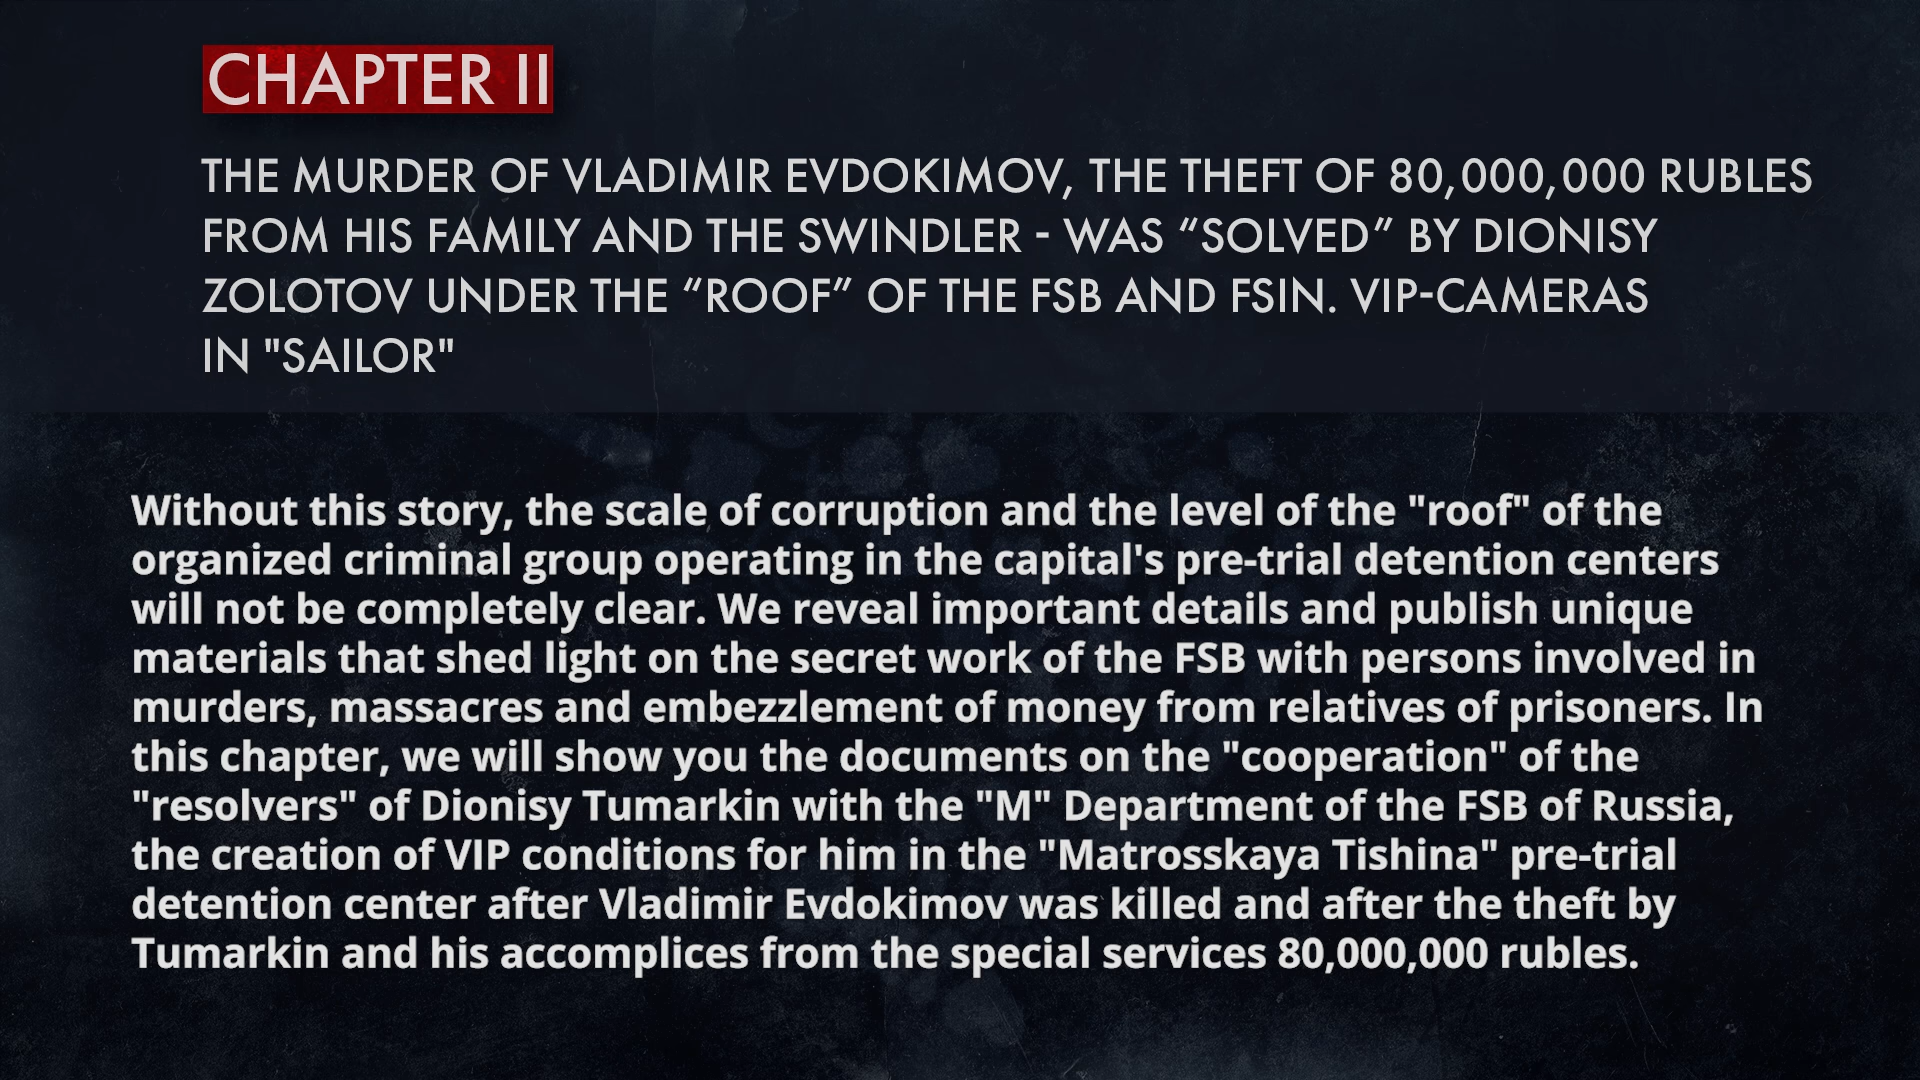 CHAPTER II
THE MURDER OF VLADIMIR EVDOKIMOV, THE THEFT OF 80,000,000 RUBLES
FROM HIS FAMILY AND THE SWINDLER - WAS “SOLVED” BY DIONISY
ZOLOTOV UNDER THE “ROOF” OF THE FSB AND FSIN. VIP-CAMERAS
IN "SAILOR"
Without this story, the scale of corruption and the level of the "roof" of the
organized criminal group operating in the capital's pre-trial detention centers
will not be completely clear. We reveal important details and publish unique
materials that shed light on the secret work of the FSB with persons involved in
murders, massacres and embezzlement of money from relatives of prisoners. In
this chapter, we will show you the documents on the "cooperation" of the
"resolvers" of Dionisy Tumarkin with the "M" Department of the FSB of Russia,
the creation of VIP conditions for him in the "Matrosskaya Tishina" pre-trial
detention center after Vladimir Evdokimov was killed and after the theft by
Tumarkin and his accomplices from the special services 80,000,000 rubles.